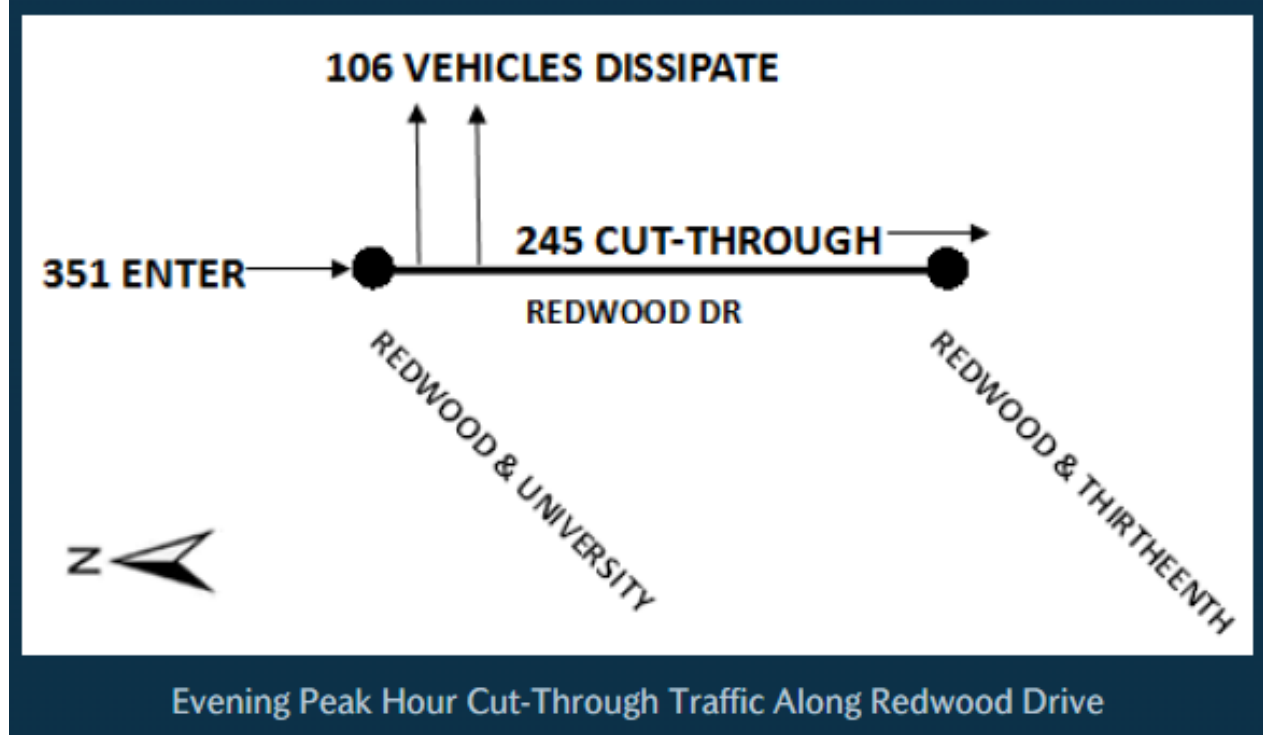 106 VEHICLES DISSIPATE
245 CUT-THROUGH
351 ENTER
REDWOOD DR
REDWOOD & UNIVERSITY
REDWOOD & THIRTHEENTH
N
Evening Peak Hour Cut-Through Traffic Along Redwood Drive